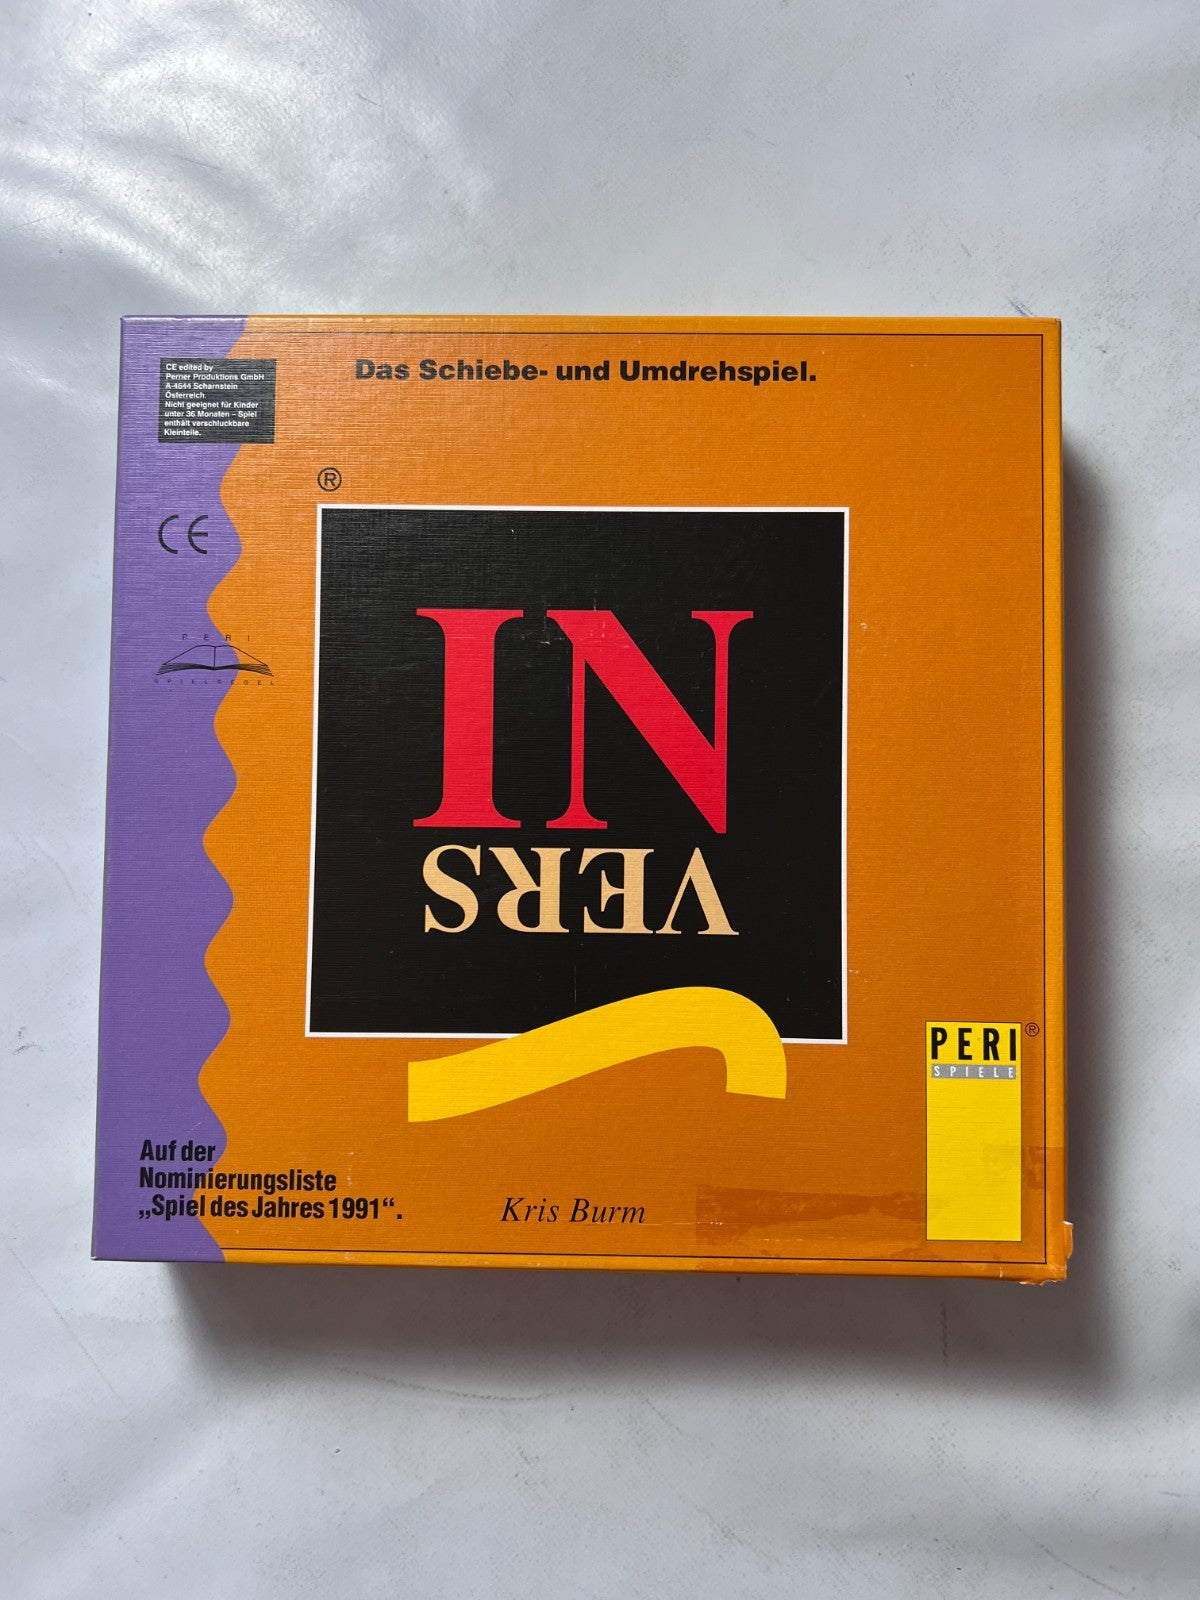 CE edited by
Perner Produktions GmbH
A-4644 Scharnstein
Österreich.
Nicht geeignet für Kinder
unter 36 Monaten – Spiel
enthält verschluckbare
Kleinteile.
Das Schiebe- und Umdrehspiel.
®
CE
PERI
SPIELREGEL
IN
VERS
PERI ®
SPIELE
Auf der
Nominierungsliste
„Spiel des Jahres 1991“.
Kris Burm